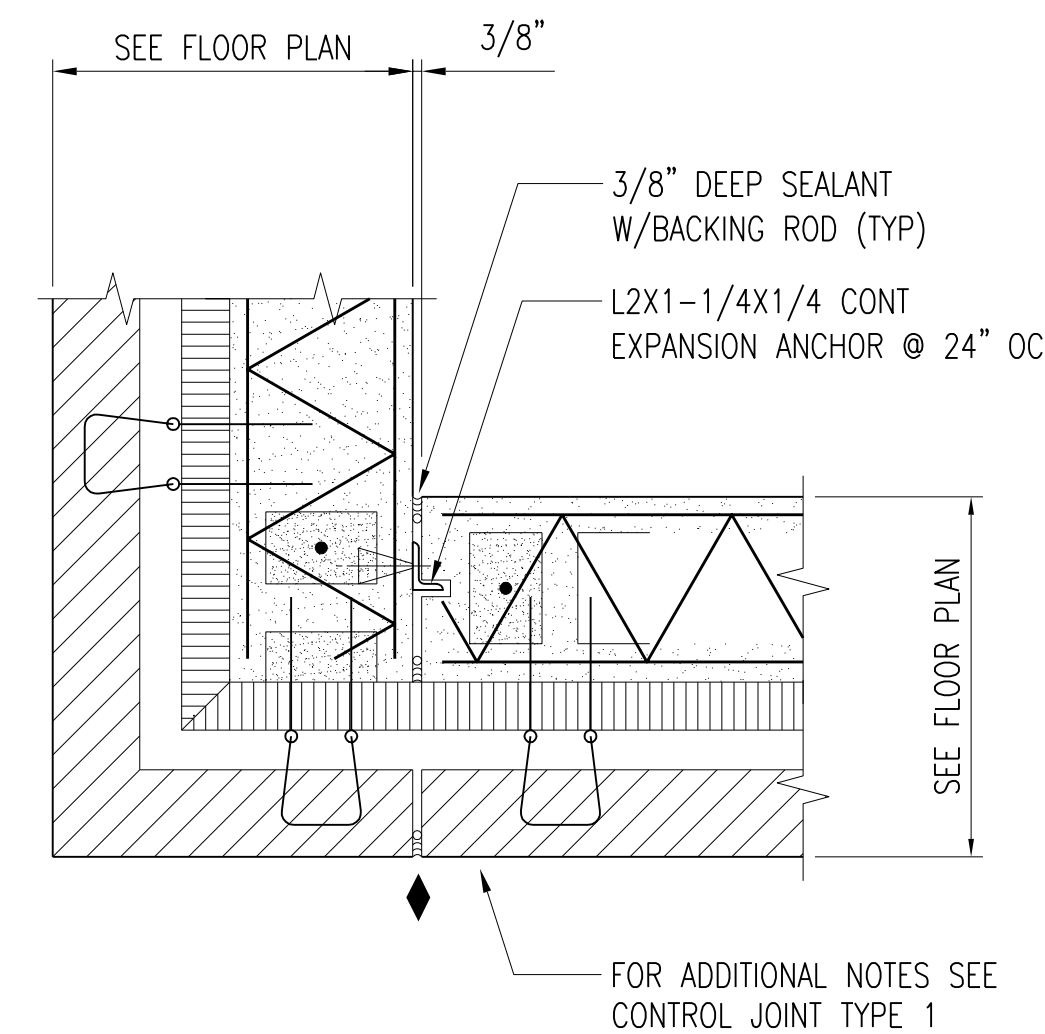 SEE FLOOR PLAN
3/8”
3/8” DEEP SEALANT
W/BACKING ROD (TYP)
L2X1-1/4X1/4 CONT
EXPANSION ANCHOR @ 24” OC
SEE FLOOR PLAN
FOR ADDITIONAL NOTES SEE
CONTROL JOINT TYPE 1